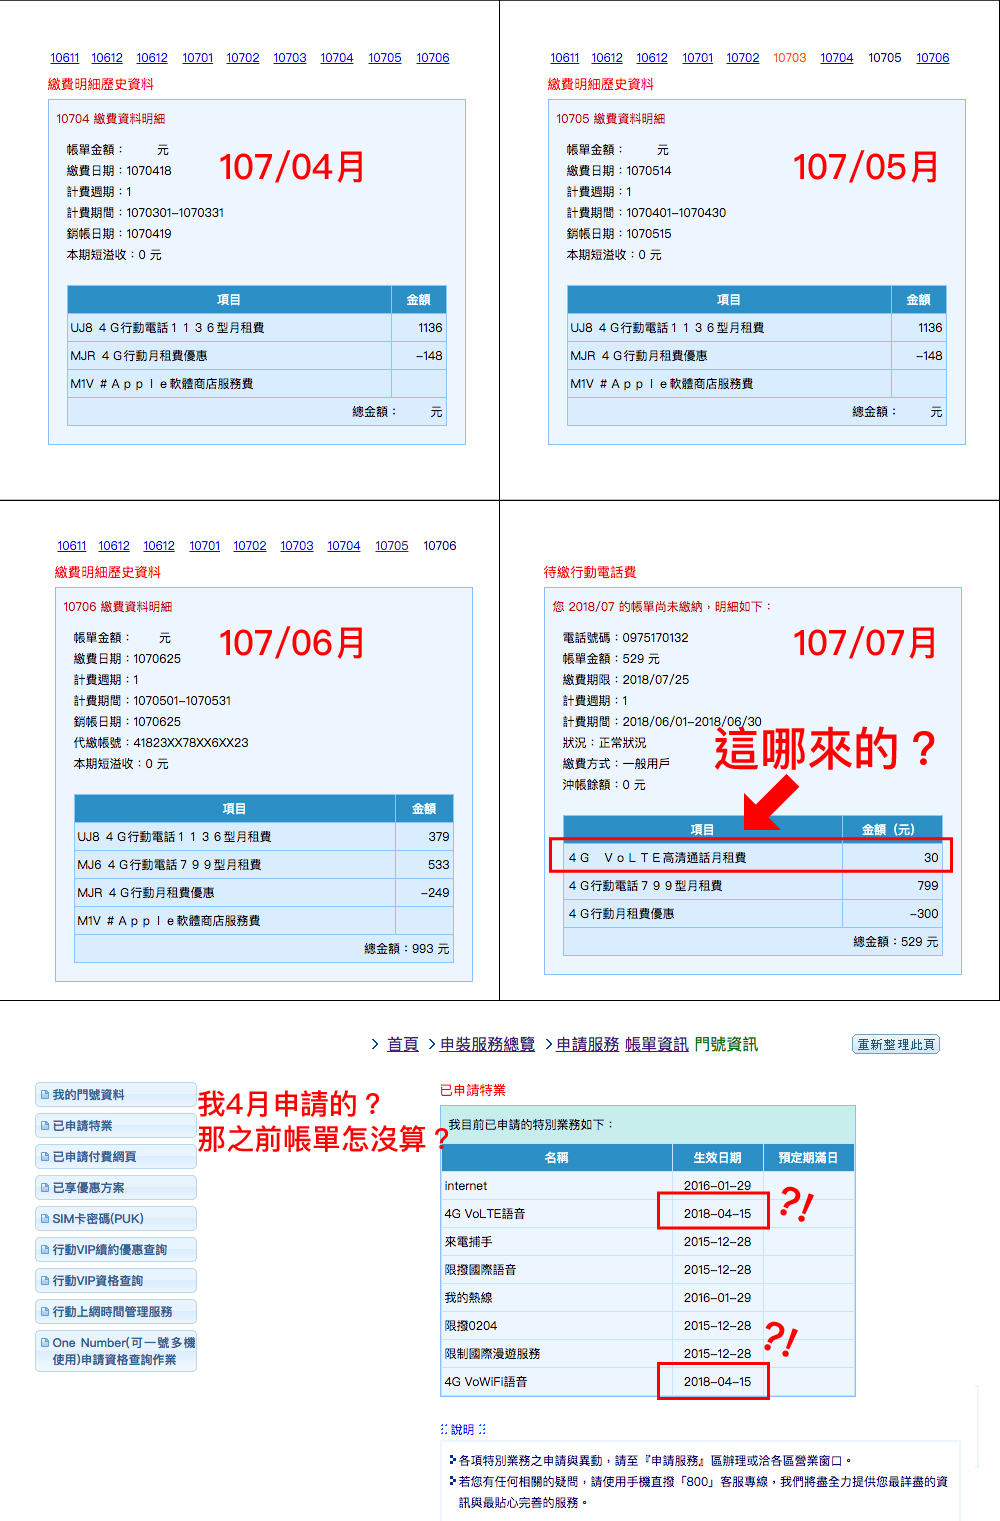 10611 10612 10612 10701 10702 10703 10704 10705 10706
繳費明細歷史資料
10704 繳費資料明細
帳單金額： 元
繳費日期：1070418
107/04月
計費週期：1
計費期間：1070301-1070331
銷帳日期：1070419
本期短溢收：0 元
項目 金額
UJ8 ４Ｇ行動電話１１３６型月租費 1136
MJR ４Ｇ行動月租費優惠 -148
M1V ＃Ａｐｐｌｅ軟體商店服務費
總金額： 元
10611 10612 10612 10701 10702 10703 10704 10705 10706
繳費明細歷史資料
10705 繳費資料明細
帳單金額： 元
繳費日期：1070514
107/05月
計費週期：1
計費期間：1070401-1070430
銷帳日期：1070515
本期短溢收：0 元
項目 金額
UJ8 ４Ｇ行動電話１１３６型月租費 1136
MJR ４Ｇ行動月租費優惠 -148
M1V ＃Ａｐｐｌｅ軟體商店服務費
總金額： 元
10611 10612 10612 10701 10702 10703 10704 10705 10706
繳費明細歷史資料
10706 繳費資料明細
帳單金額： 元
107/06月
繳費日期：1070625
計費週期：1
計費期間：1070501-1070531
銷帳日期：1070625
代繳帳號：41823XX78XX6XX23
本期短溢收：0 元
項目 金額
UJ8 ４Ｇ行動電話１１３６型月租費 379
MJ6 ４Ｇ行動電話７９９型月租費 533
MJR ４Ｇ行動月租費優惠 -249
M1V ＃Ａｐｐｌｅ軟體商店服務費
總金額：993 元
待繳行動電話費
您 2018/07 的帳單尚未繳納，明細如下：
電話號碼：0975170132
107/07月
帳單金額：529 元
繳費期限：2018/07/25
計費週期：1
計費期間：2018/06/01-2018/06/30
狀況：正常狀況
這哪來的？
繳費方式：一般用戶
沖帳餘額：0 元
項目 金額（元）
４Ｇ　ＶｏＬＴＥ高清通話月租費 30
４Ｇ行動電話７９９型月租費 799
４Ｇ行動月租費優惠 -300
總金額：529 元
首頁 申裝服務總覽 申請服務 帳單資訊 門號資訊
重新整理此頁
我的門號資料
已申請特業
已申請付費網頁
已享優惠方案
SIM卡密碼(PUK)
行動VIP續約優惠查詢
行動VIP資格查詢
行動上網時間管理服務
One Number(可一號多機
使用)申請資格查詢作業
我4月申請的？
那之前帳單怎沒算？
已申請特業
我目前已申請的特別業務如下：
名稱 生效日期 預定期滿日
internet 2016-01-29
4G VoLTE語音 2018-04-15
?!
來電捕手 2015-12-28
限撥國際語音 2015-12-28
我的熱線 2016-01-29
限撥0204 2015-12-28
?!
限制國際漫遊服務 2015-12-28
4G VoWiFi語音 2018-04-15
說明
各項特別業務之申請與異動，請至『申請服務』區辦理或洽各區營業窗口。
若您有任何相關的疑問，請使用手機直撥「800」客服專線，我們將盡全力提供您最詳盡的資
訊與最貼心完善的服務。